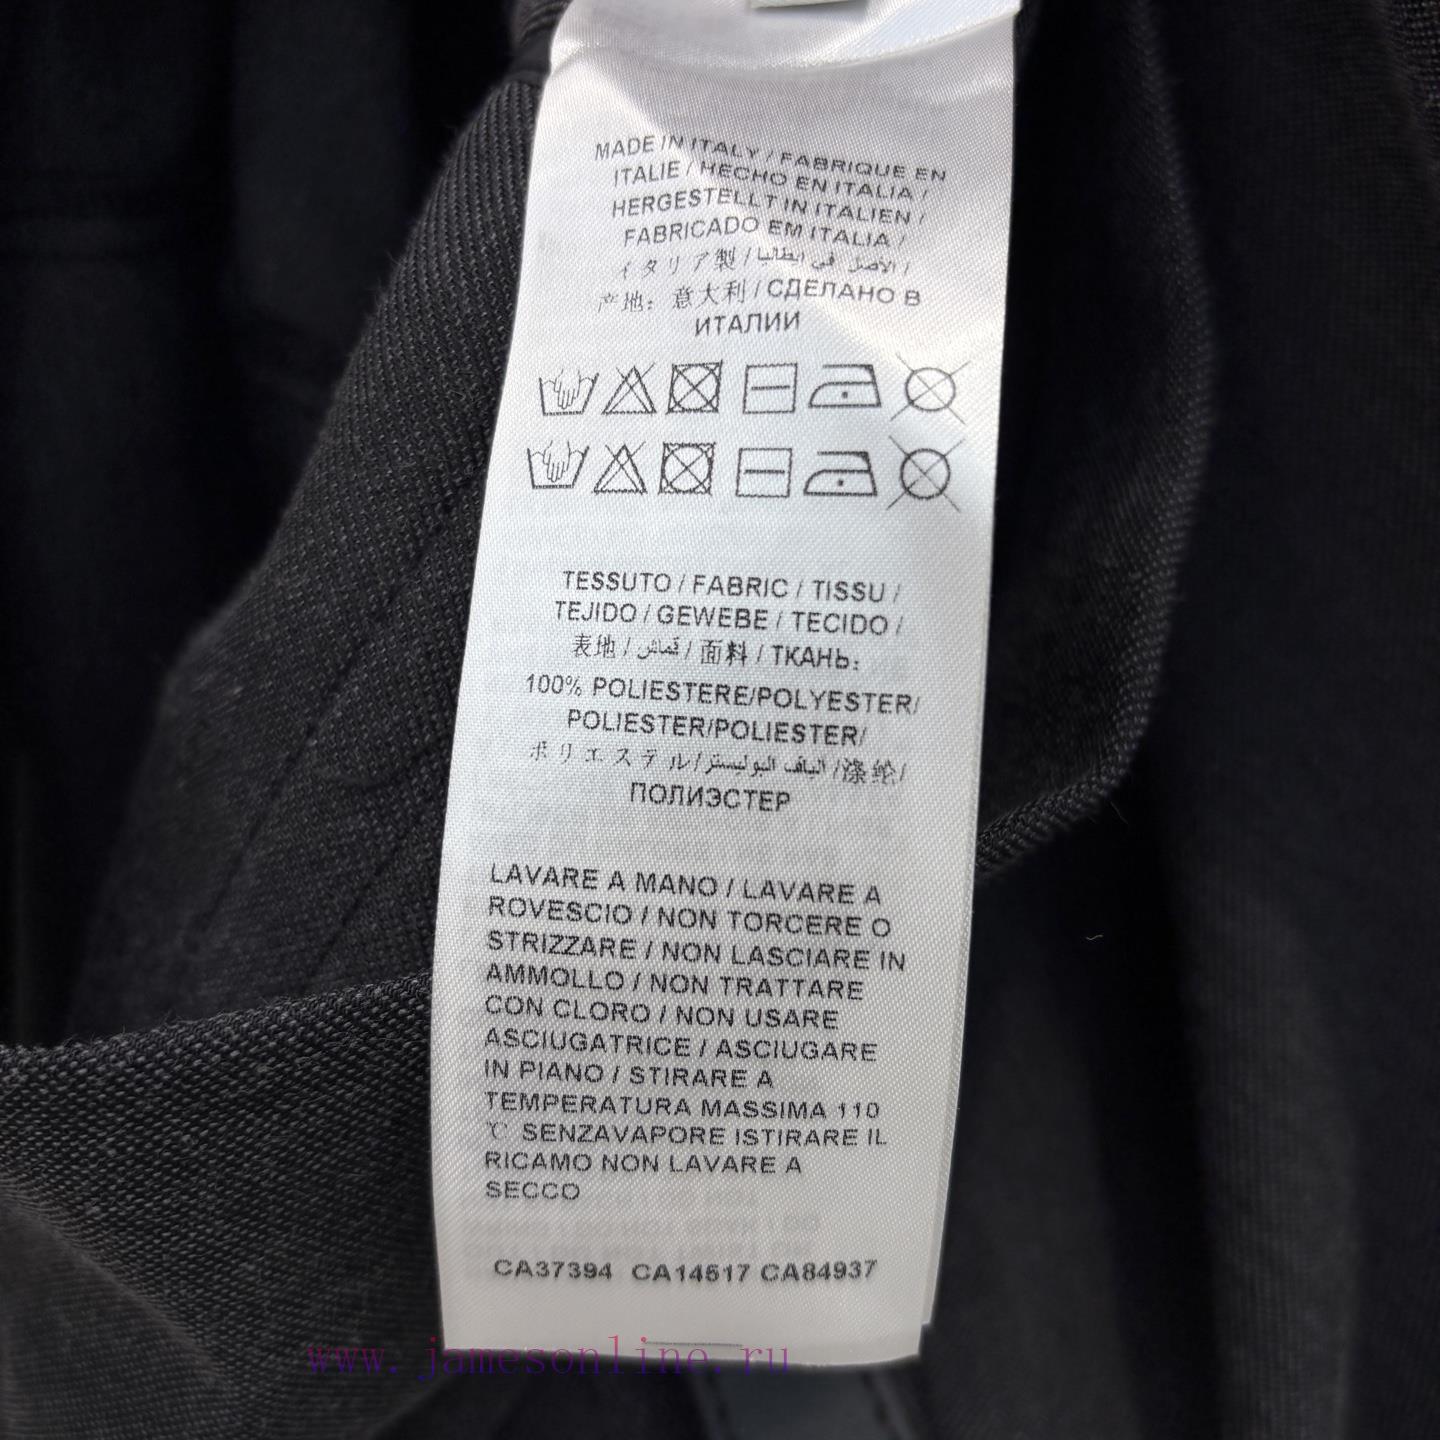 MADE IN ITALY / FABRIQUE EN
ITALIE / HECHO EN ITALIA /
HERGESTELLT IN ITALIEN /
FABRICADO EM ITALIA /
イタリア製 / الاصل في ايطاليا /
产地：意大利 / СДЕЛАНО В
ИТАЛИИ
TESSUTO / FABRIC / TISSU /
TEJIDO / GEWEBE / TECIDO /
表地 / قماش / 面料 / ТКАНЬ:
100% POLIESTERE/POLYESTER/
POLIESTER/POLIESTER/
ポリエステル/الياف البوليستر/涤纶/
ПОЛИЭСТЕР
LAVARE A MANO / LAVARE A
ROVESCIO / NON TORCERE O
STRIZZARE / NON LASCIARE IN
AMMOLLO / NON TRATTARE
CON CLORO / NON USARE
ASCIUGATRICE / ASCIUGARE
IN PIANO / STIRARE A
TEMPERATURA MASSIMA 110
℃ SENZAVAPORE ISTIRARE IL
RICAMO NON LAVARE A
SECCO
CA37394 CA14517 CA84937
www.jamesonline.ru